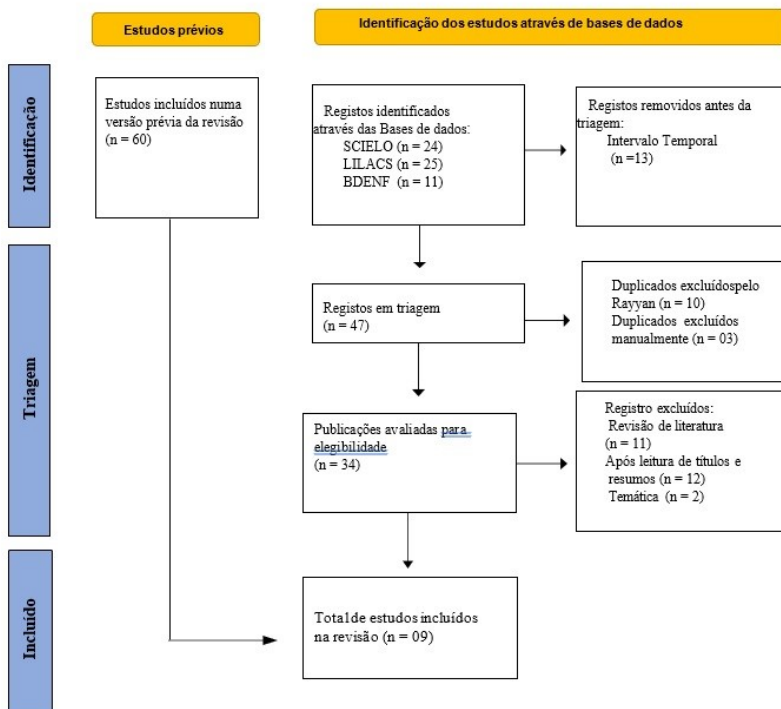 Estudos prévios
Identificação dos estudos através de bases de dados
Identificação
Estudos incluídos numa
versão prévia da revisão
(n = 60)
Registos identificados
através das Bases de dados:
SCIELO (n = 24)
LILACS (n = 25)
BDENF (n = 11)
Registos removidos antes da
triagem:
Intervalo Temporal
(n =13)
Triagem
Registos em triagem
(n = 47)
Duplicados excluídospelo
Rayyan (n = 10)
Duplicados excluídos
manualmente (n = 03)
Publicações avaliadas para
elegibilidade
(n = 34)
Registro excluídos:
Revisão de literatura
(n = 11)
Após leitura de títulos e
resumos (n = 12)
Temática (n = 2)
Incluído
Total de estudos incluídos
na revisão (n = 09)